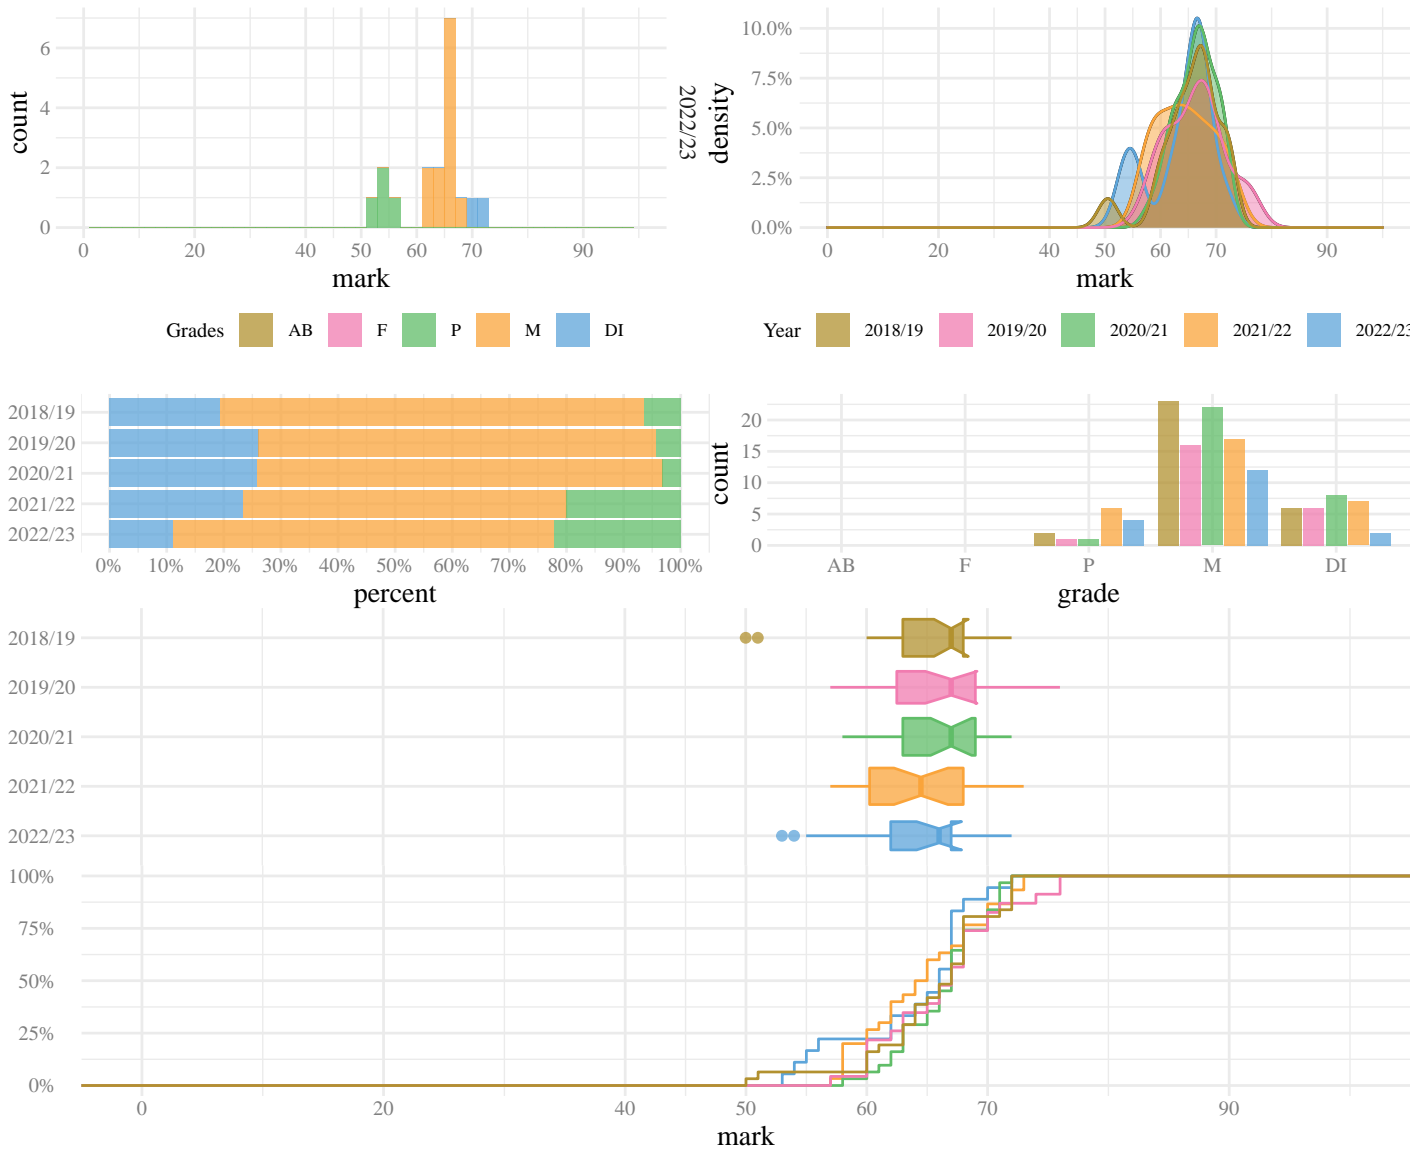 6
4
2
0
count
0 20 40 50 60 70 90
mark
2022/23
10.0%
7.5%
5.0%
2.5%
0.0%
density
0 20 40 50 60 70 90
mark
Grades AB F P M DI
Year 2018/19 2019/20 2020/21 2021/22 2022/23
2018/19
2019/20
2020/21
2021/22
2022/23
0% 10% 20% 30% 40% 50% 60% 70% 80% 90% 100%
percent
20
15
10
5
0
count
AB F P M DI
grade
2018/19
2019/20
2020/21
2021/22
2022/23
100%
75%
50%
25%
0%
0 20 40 50 60 70 90
mark